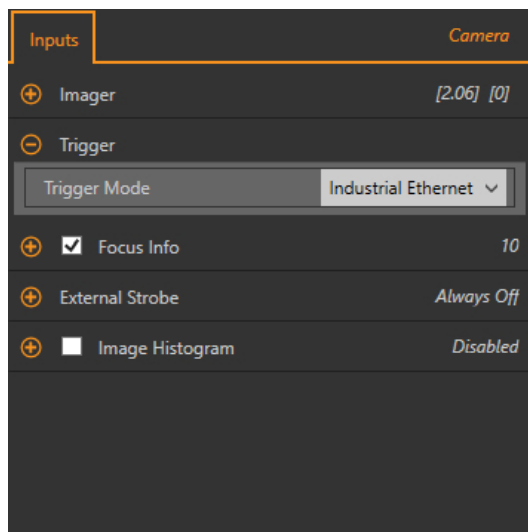 Inputs Camera
Imager [2.06] [0]
Trigger
Trigger Mode Industrial Ethernet
Focus Info 10
External Strobe Always Off
Image Histogram Disabled